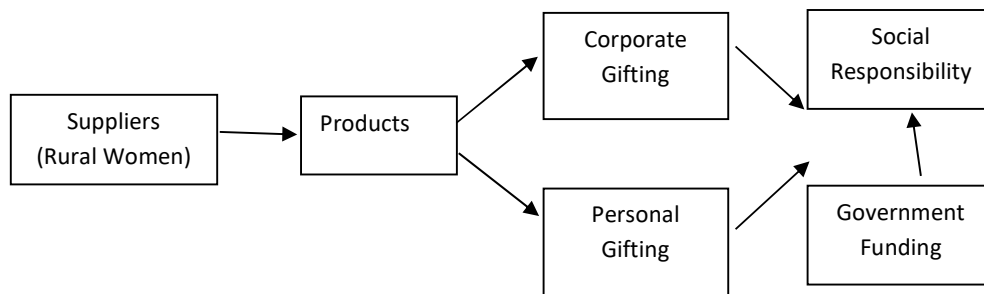 Suppliers
(Rural Women)
Products
Corporate
Gifting
Personal
Gifting
Social
Responsibility
Government
Funding